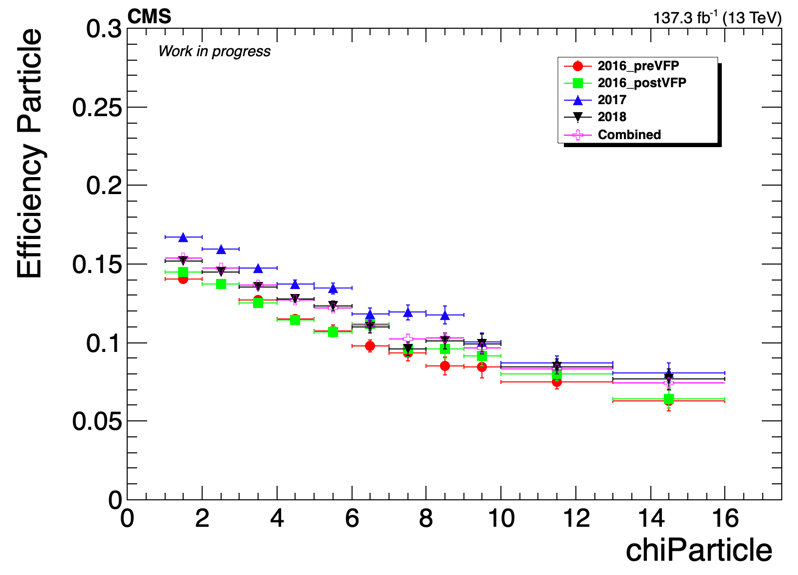 CMS
137.3 fb⁻¹ (13 TeV)
Work in progress
2016_preVFP
2016_postVFP
2017
2018
Combined
Efficiency Particle
0.3
0.25
0.2
0.15
0.1
0.05
0
0 2 4 6 8 10 12 14 16
chiParticle